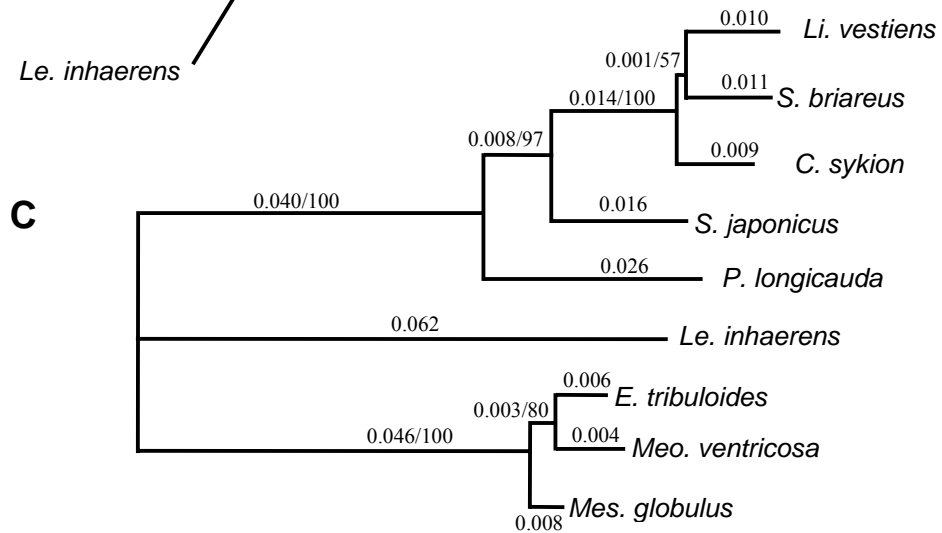 0.010
Li. vestiens
Le. inhaerens
0.001/57
0.011
S. briareus
0.014/100
0.008/97
0.009
C. sykion
0.040/100
C
0.016
S. japonicus
0.026
P. longicauda
0.062
Le. inhaerens
0.006
E. tribuloides
0.003/80
0.046/100
0.004
Meo. ventricosa
0.008
Mes. globulus